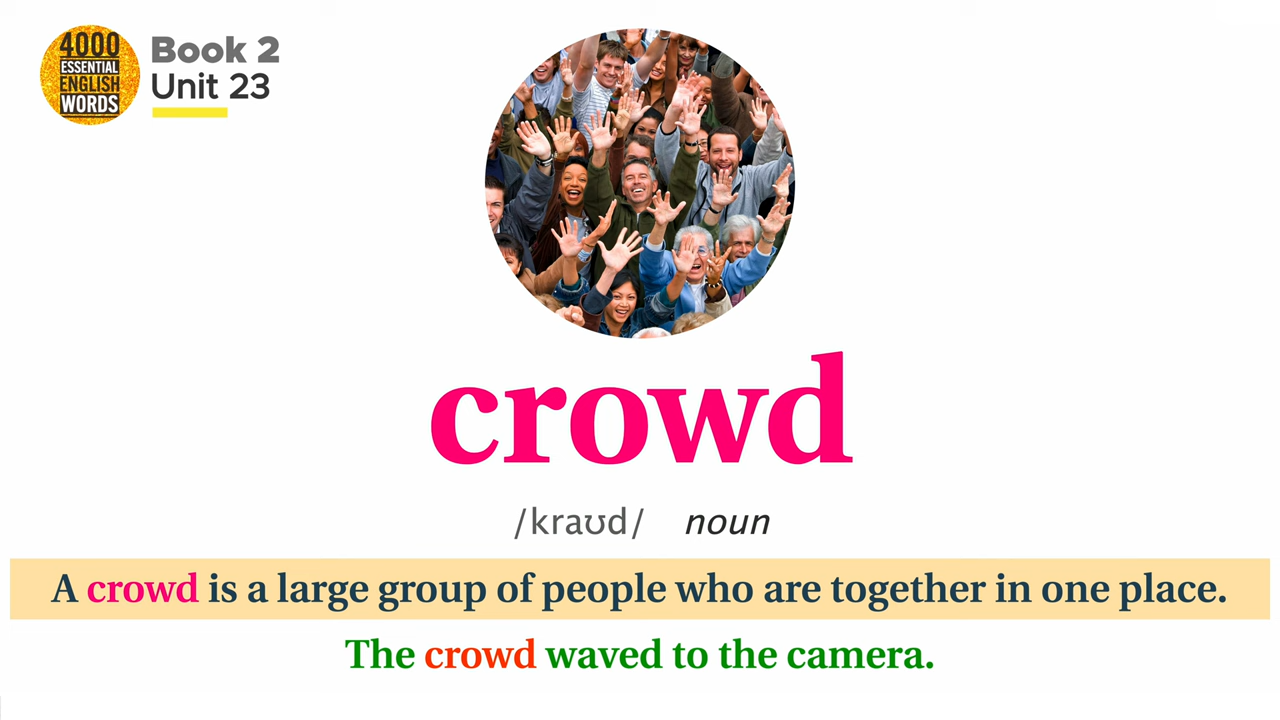 4000
ESSENTIAL
ENGLISH
WORDS
Book 2
Unit 23
crowd
/kraʊd/ noun
A crowd is a large group of people who are together in one place.
The crowd waved to the camera.